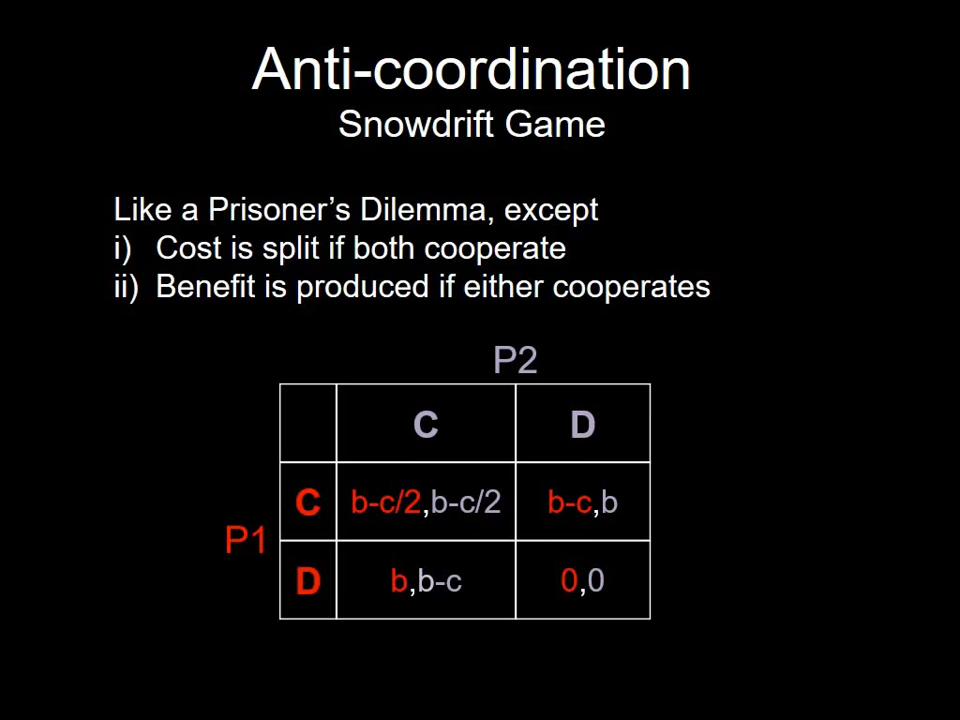 Anti-coordination
Snowdrift Game
Like a Prisoner’s Dilemma, except
i) Cost is split if both cooperate
ii) Benefit is produced if either cooperates
P2
C D
C b-c/2,b-c/2 b-c,b
P1
D b,b-c 0,0